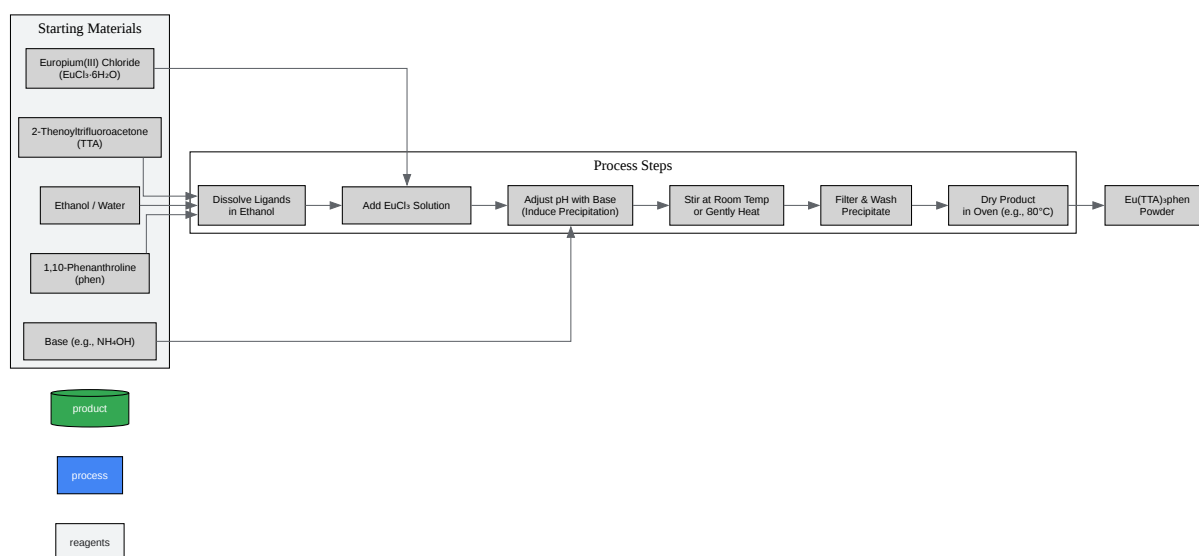 Starting Materials
Europium(III) Chloride
(EuCl₃·6H₂O)
2-Thenoyltrifluoroacetone
(TTA)
Ethanol / Water
1,10-Phenanthroline
(phen)
Base (e.g., NH₄OH)
Process Steps
Dissolve Ligands
in Ethanol
Add EuCl₃ Solution
Adjust pH with Base
(Induce Precipitation)
Stir at Room Temp
or Gently Heat
Filter & Wash
Precipitate
Dry Product
in Oven (e.g., 80°C)
Eu(TTA)₃phen
Powder
product
process
reagents